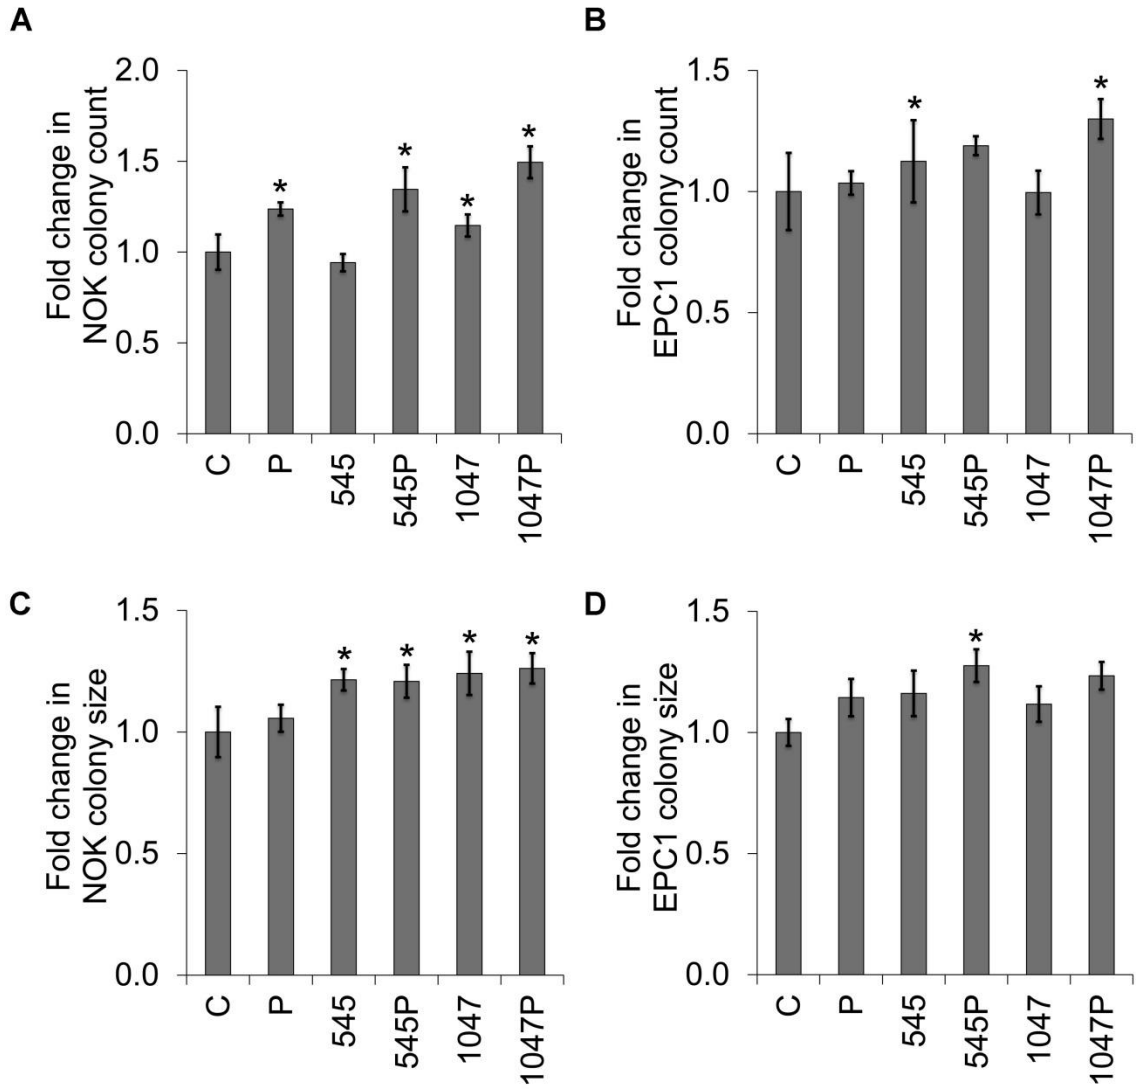 A
Fold change in
NOK colony count
2.0
1.5
1.0
0.5
0.0
*
*
*
*
C
P
545
545P
1047
1047P
B
Fold change in
EPC1 colony count
1.5
1.0
0.5
0.0
*
*
C
P
545
545P
1047
1047P
C
Fold change in
NOK colony size
1.5
1.0
0.5
0.0
*
*
*
*
C
P
545
545P
1047
1047P
D
Fold change in
EPC1 colony size
1.5
1.0
0.5
0.0
*
C
P
545
545P
1047
1047P